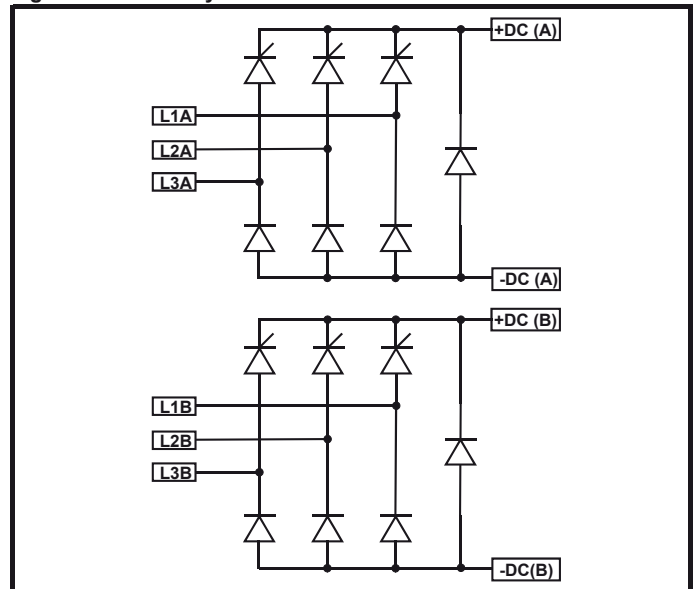 +DC (A)
L1A
L2A
L3A
-DC (A)
+DC (B)
L1B
L2B
L3B
-DC(B)